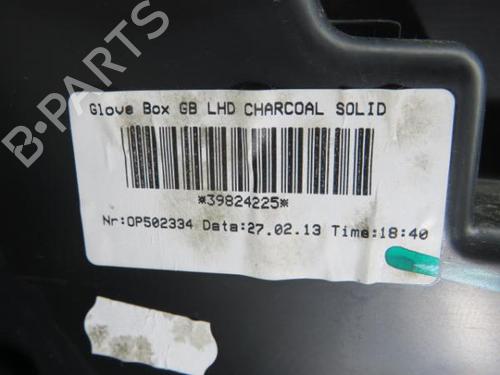 B-PARTS
Glove Box GB LHD CHARCOAL SOLID
*39824225*
Nr:OP502334 Data:27.02.13 Time:18:40